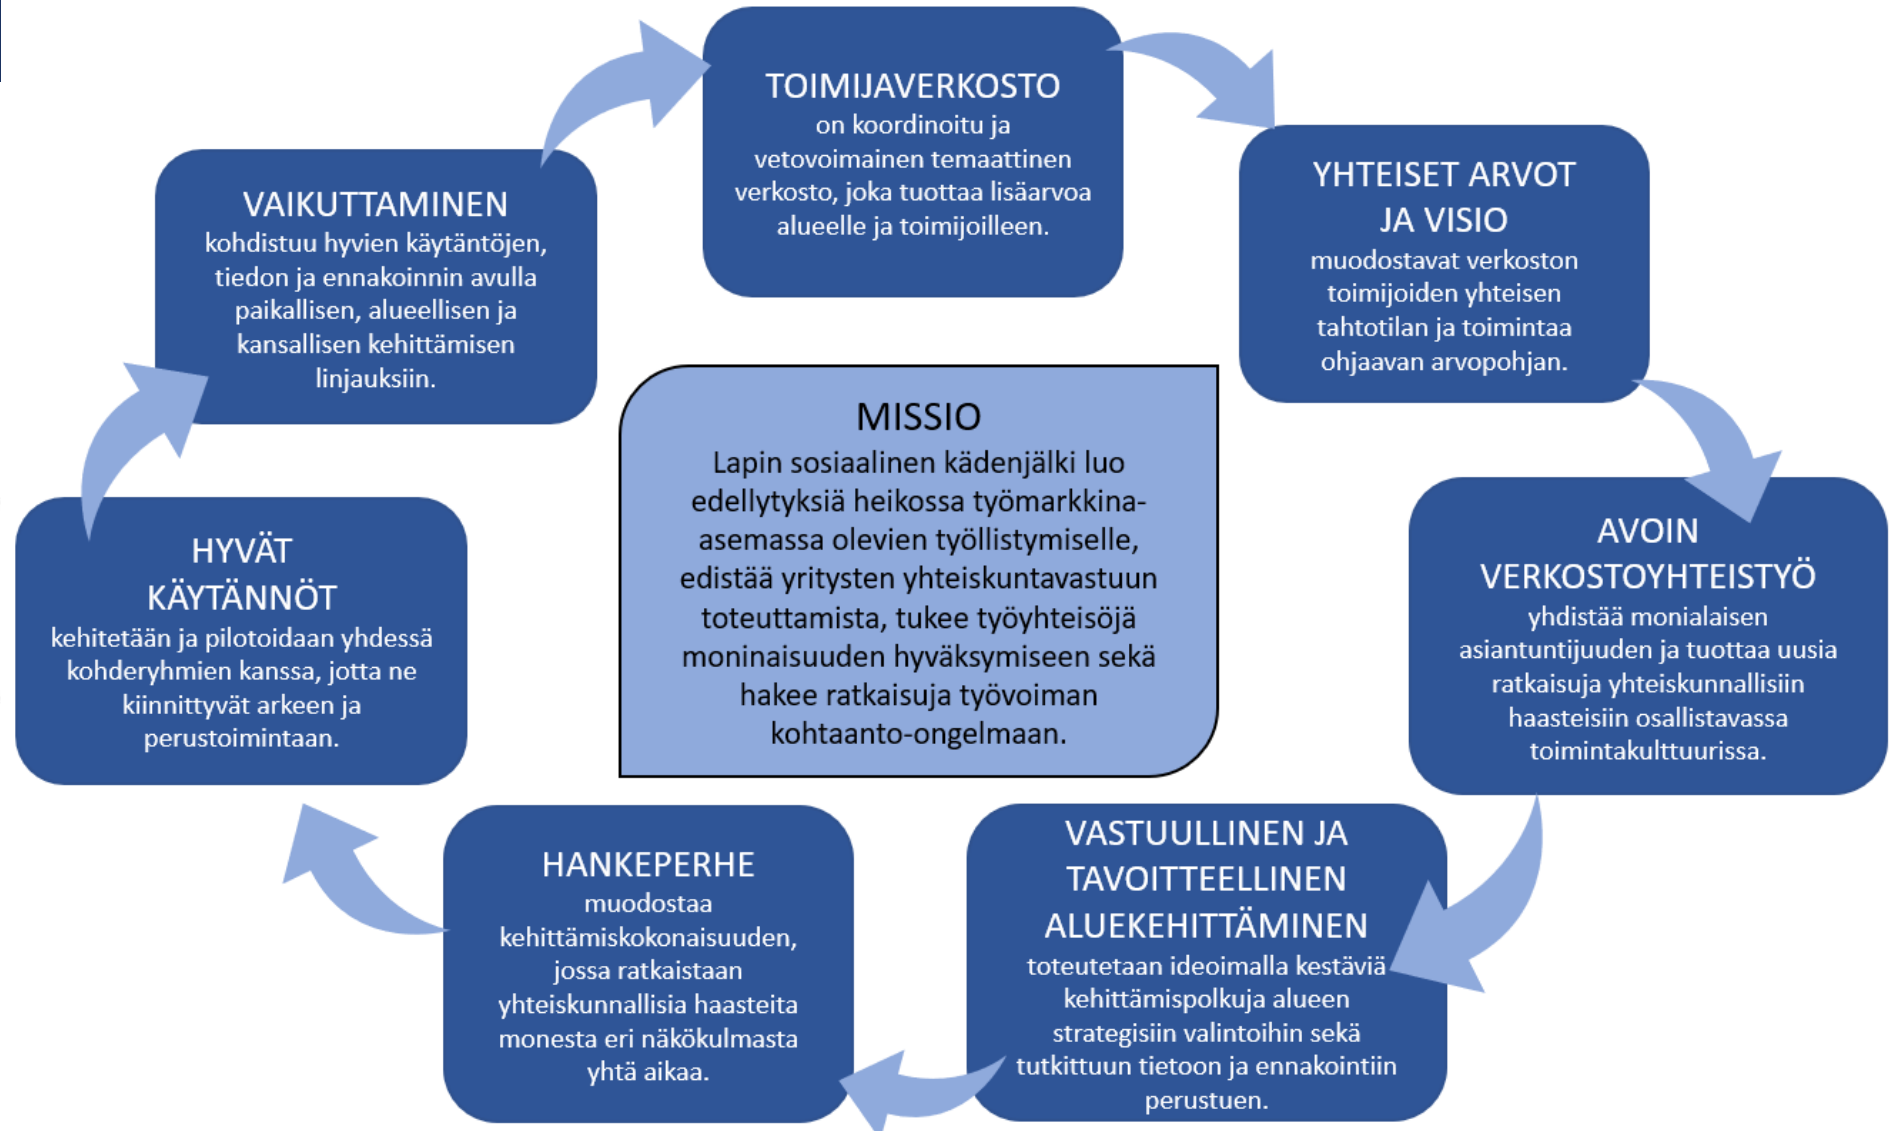 TOIMIJAVERKOSTO
on koordinoitu ja
vetovoimainen temaattinen
verkosto, joka tuottaa lisäarvoa
alueelle ja toimijoilleen.
YHTEISET ARVOT
JA VISIO
muodostavat verkoston
toimijoiden yhteisen
tahtotilan ja toimintaa
ohjaavan arvopohjan.
AVOIN
VERKOSTOYHTEISTYÖ
yhdistää monialaisen
asiantuntijuuden ja tuottaa uusia
ratkaisuja yhteiskunnallisiin
haasteisiin osallistavassa
toimintakulttuurissa.
VASTUULLINEN JA
TAVOITTEELLINEN
ALUEKEHITTÄMINEN
toteutetaan ideoimalla kestäviä
kehittämispolkuja alueen
strategisiin valintoihin sekä
tutkittuun tietoon ja ennakointiin
perustuen.
HANKEPERHE
muodostaa
kehittämiskokonaisuuden,
jossa ratkaistaan
yhteiskunnallisia haasteita
monesta eri näkökulmasta
yhtä aikaa.
HYVÄT
KÄYTÄNNÖT
kehitetään ja pilotoidaan yhdessä
kohderyhmien kanssa, jotta ne
kiinnittyvät arkeen ja
perustoimintaan.
VAIKUTTAMINEN
kohdistuu hyvien käytäntöjen,
tiedon ja ennakoinnin avulla
paikallisen, alueellisen ja
kansallisen kehittämisen
linjauksiin.
MISSIO
Lapin sosiaalinen kädenjälki luo
edellytyksiä heikossa työmarkkina-
asemassa olevien työllistymiselle,
edistää yritysten yhteiskuntavastuun
toteuttamista, tukee työyhteisöjä
moninaisuuden hyväksymiseen sekä
hakee ratkaisuja työvoiman
kohtaanto-ongelmaan.